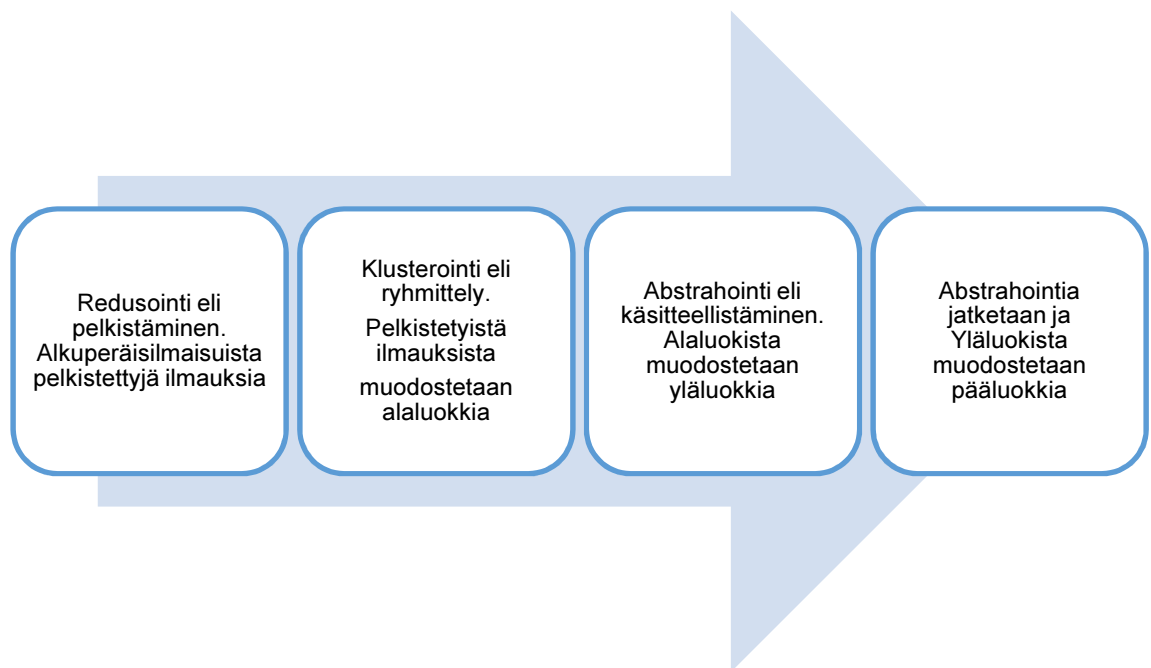 Redusointi eli
pelkistäminen.
Alkuperäisilmaisuista
pelkistettyjä ilmauksia
Klusterointi eli
ryhmittely.
Pelkistetyistä
ilmauksista
muodostetaan
alaluokkia
Abstrahointi eli
käsitteellistäminen.
Alaluokista
muodostetaan
yläluokkia
Abstrahointia
jatketaan ja
Yläluokista
muodostetaan
pääluokkia